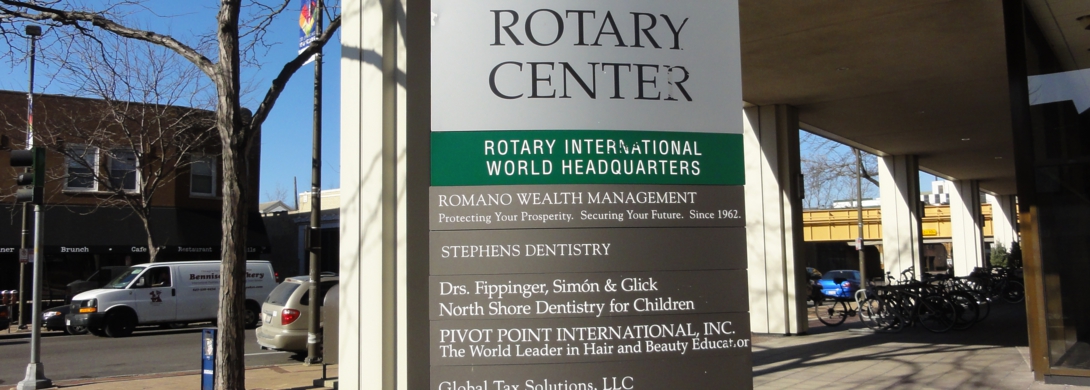 ROTARY
CENTER
ROTARY INTERNATIONAL
WORLD HEADQUARTERS
ROMANO WEALTH MANAGEMENT
Protecting Your Prosperity. Securing Your Future. Since 1962.
STEPHENS DENTISTRY
Drs. Fippinger, Simón & Glick
North Shore Dentistry for Children
PIVOT POINT INTERNATIONAL, INC.
The World Leader in Hair and Beauty Educator
Global Tax Solutions, LLC
Brunch Cafe Restaurant